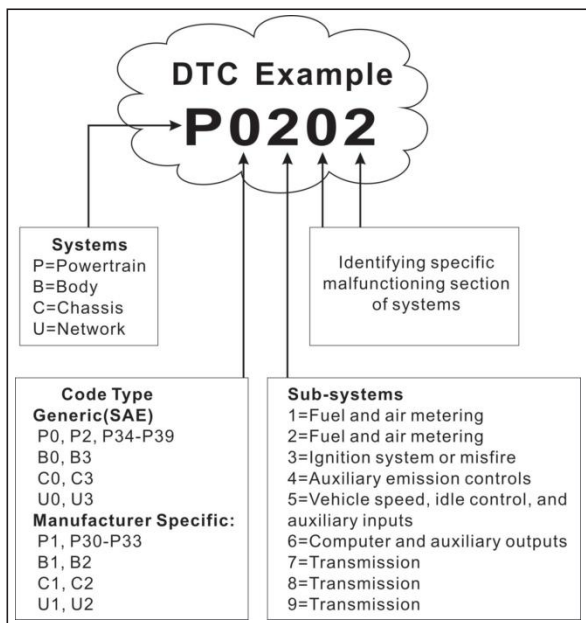 DTC Example
P0202
Systems
P=Powertrain
B=Body
C=Chassis
U=Network
Identifying specific
malfunctioning section
of systems
Code Type
Generic(SAE)
P0, P2, P34-P39
B0, B3
C0, C3
U0, U3
Manufacturer Specific:
P1, P30-P33
B1, B2
C1, C2
U1, U2
Sub-systems
1=Fuel and air metering
2=Fuel and air metering
3=Ignition system or misfire
4=Auxiliary emission controls
5=Vehicle speed, idle control, and
auxiliary inputs
6=Computer and auxiliary outputs
7=Transmission
8=Transmission
9=Transmission